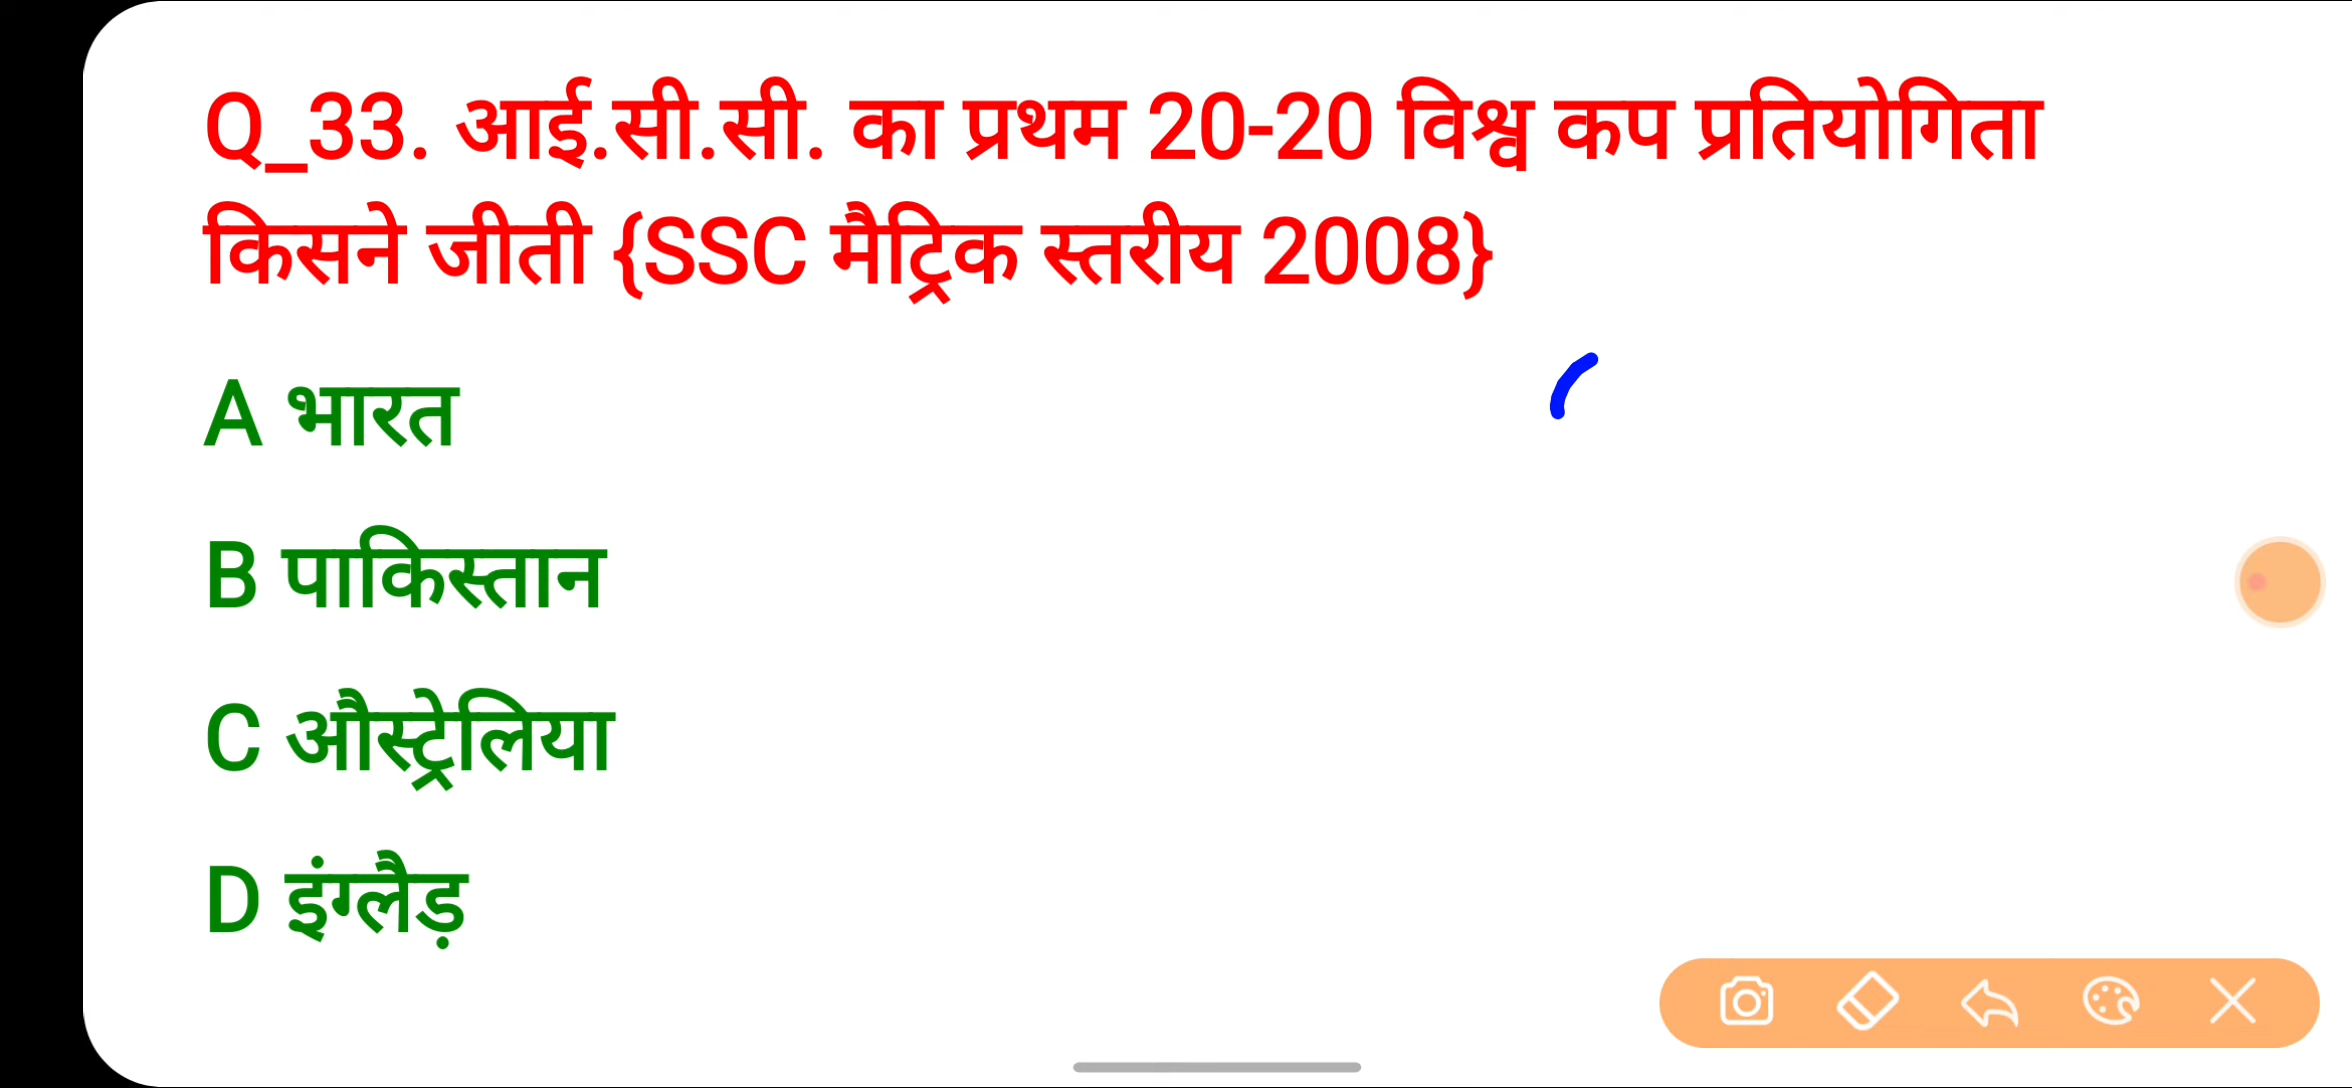 Q_33. आई.सी.सी. का प्रथम 20-20 विश्व कप प्रतियोगिता
किसने जीती {SSC मैट्रिक स्तरीय 2008}
A भारत
B पाकिस्तान
C औस्ट्रेलिया
D इंग्लैड़